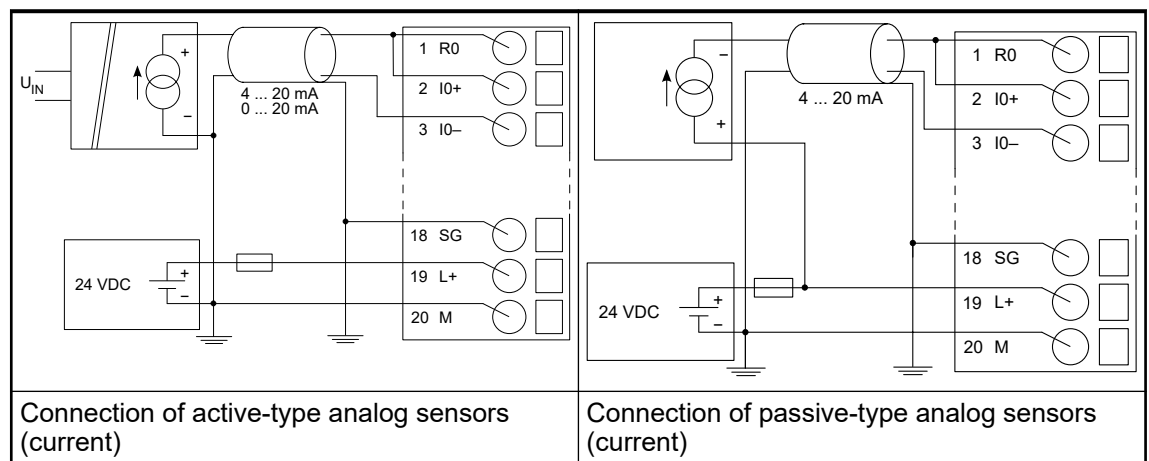 U_IN
+
–
4 ... 20 mA
0 ... 20 mA
1 R0
2 I0+
3 I0–
18 SG
19 L+
20 M
24 VDC
+
–
Connection of active-type analog sensors
(current)
–
+
4 ... 20 mA
1 R0
2 I0+
3 I0–
18 SG
19 L+
20 M
24 VDC
+
–
Connection of passive-type analog sensors
(current)